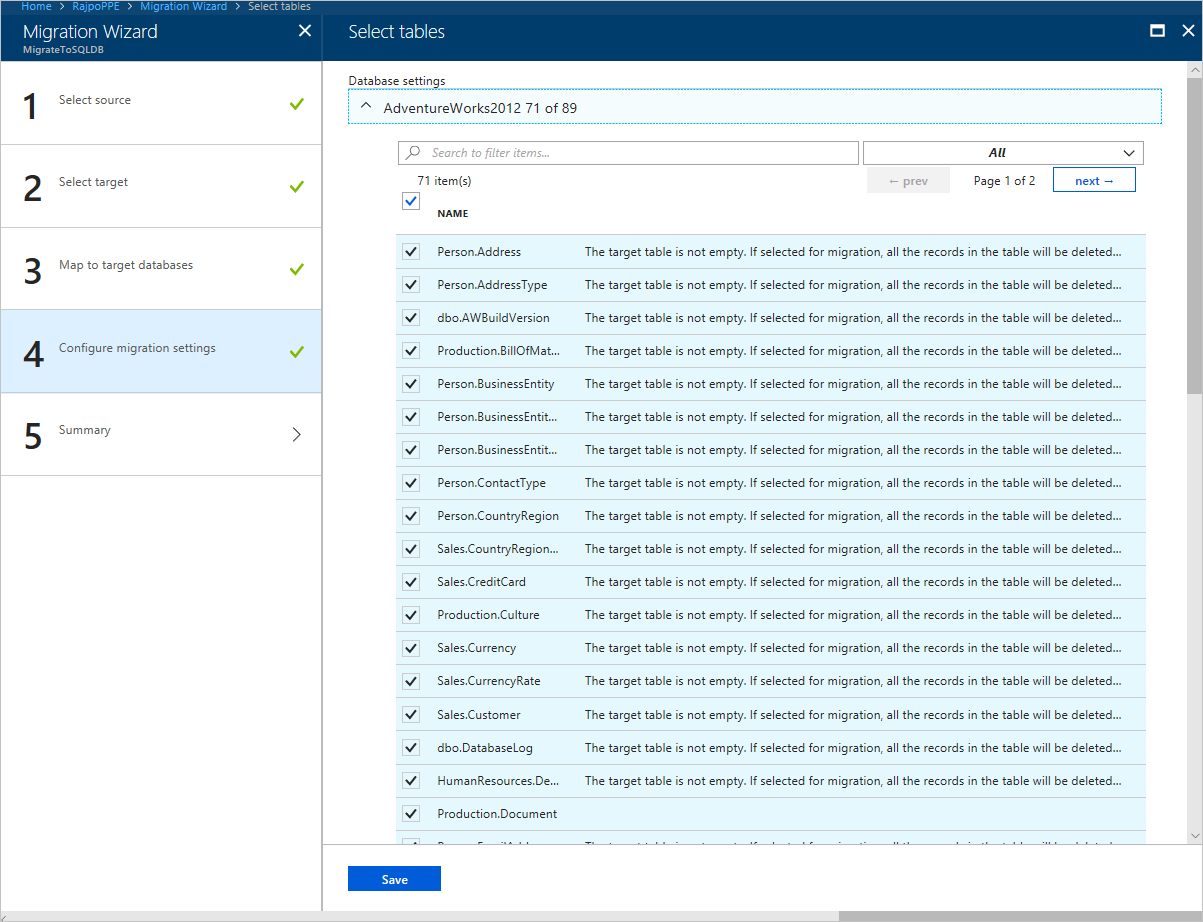 Home > RajpoPPE > Migration Wizard > Select tables
Migration Wizard
MigrateToSQLDB
Select tables
1 Select source
2 Select target
3 Map to target databases
4 Configure migration settings
5 Summary
Database settings
AdventureWorks2012 71 of 89
Search to filter items...
All
71 item(s)
← prev
Page 1 of 2
next →
NAME
Person.Address The target table is not empty. If selected for migration, all the records in the table will be deleted...
Person.AddressType The target table is not empty. If selected for migration, all the records in the table will be deleted...
dbo.AWBuildVersion The target table is not empty. If selected for migration, all the records in the table will be deleted...
Production.BillOfMat... The target table is not empty. If selected for migration, all the records in the table will be deleted...
Person.BusinessEntity The target table is not empty. If selected for migration, all the records in the table will be deleted...
Person.BusinessEntit... The target table is not empty. If selected for migration, all the records in the table will be deleted...
Person.BusinessEntit... The target table is not empty. If selected for migration, all the records in the table will be deleted...
Person.ContactType The target table is not empty. If selected for migration, all the records in the table will be deleted...
Person.CountryRegion The target table is not empty. If selected for migration, all the records in the table will be deleted...
Sales.CountryRegion... The target table is not empty. If selected for migration, all the records in the table will be deleted...
Sales.CreditCard The target table is not empty. If selected for migration, all the records in the table will be deleted...
Production.Culture The target table is not empty. If selected for migration, all the records in the table will be deleted...
Sales.Currency The target table is not empty. If selected for migration, all the records in the table will be deleted...
Sales.CurrencyRate The target table is not empty. If selected for migration, all the records in the table will be deleted...
Sales.Customer The target table is not empty. If selected for migration, all the records in the table will be deleted...
dbo.DatabaseLog The target table is not empty. If selected for migration, all the records in the table will be deleted...
HumanResources.De... The target table is not empty. If selected for migration, all the records in the table will be deleted...
Production.Document
Save